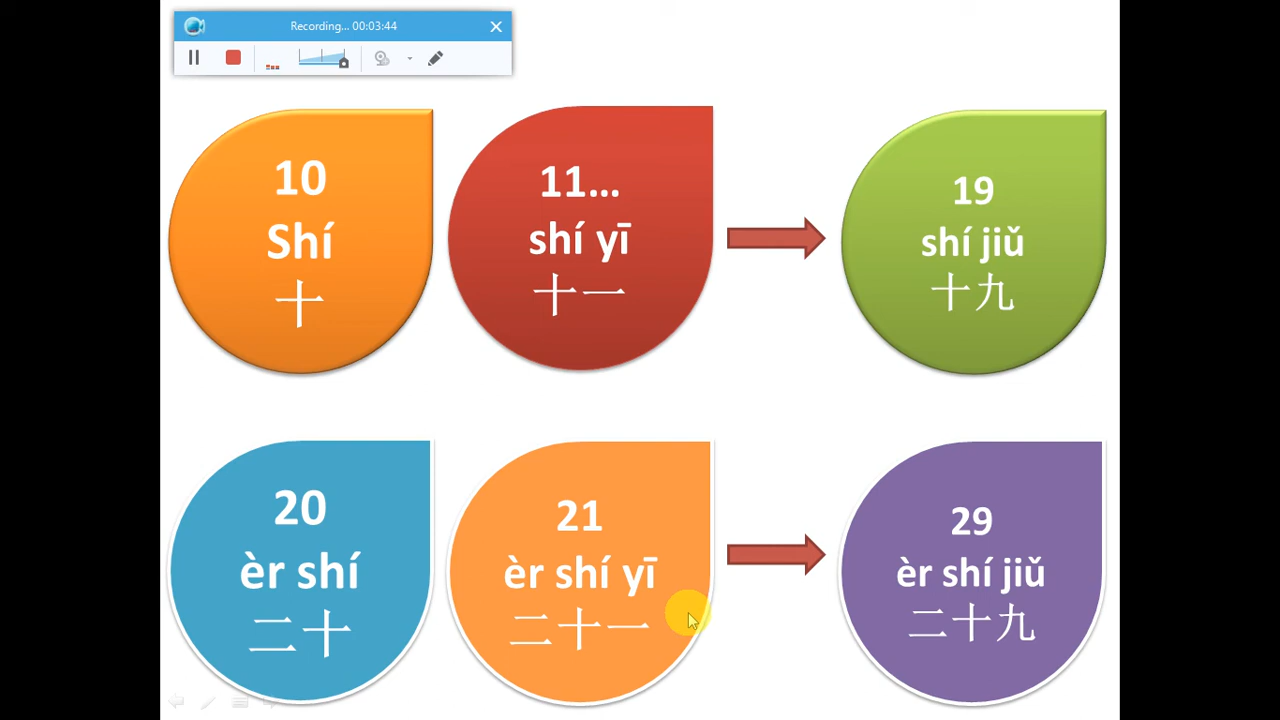 Recording... 00:03:44
10
Shí
十
11...
shí yī
十一
19
shí jiǔ
十九
20
èr shí
二十
21
èr shí yī
二十一
29
èr shí jiǔ
二十九